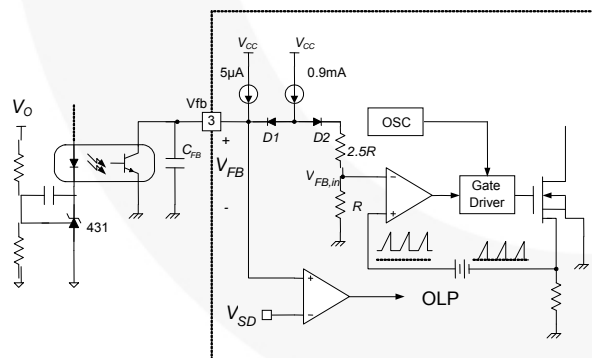 VCC
VCC
5μA
0.9mA
VO
Vfb
3
OSC
D1
D2
2.5R
CFB
+
VFB
-
VFB,in
R
-
+
Gate
Driver
431
+
-
VSD
OLP